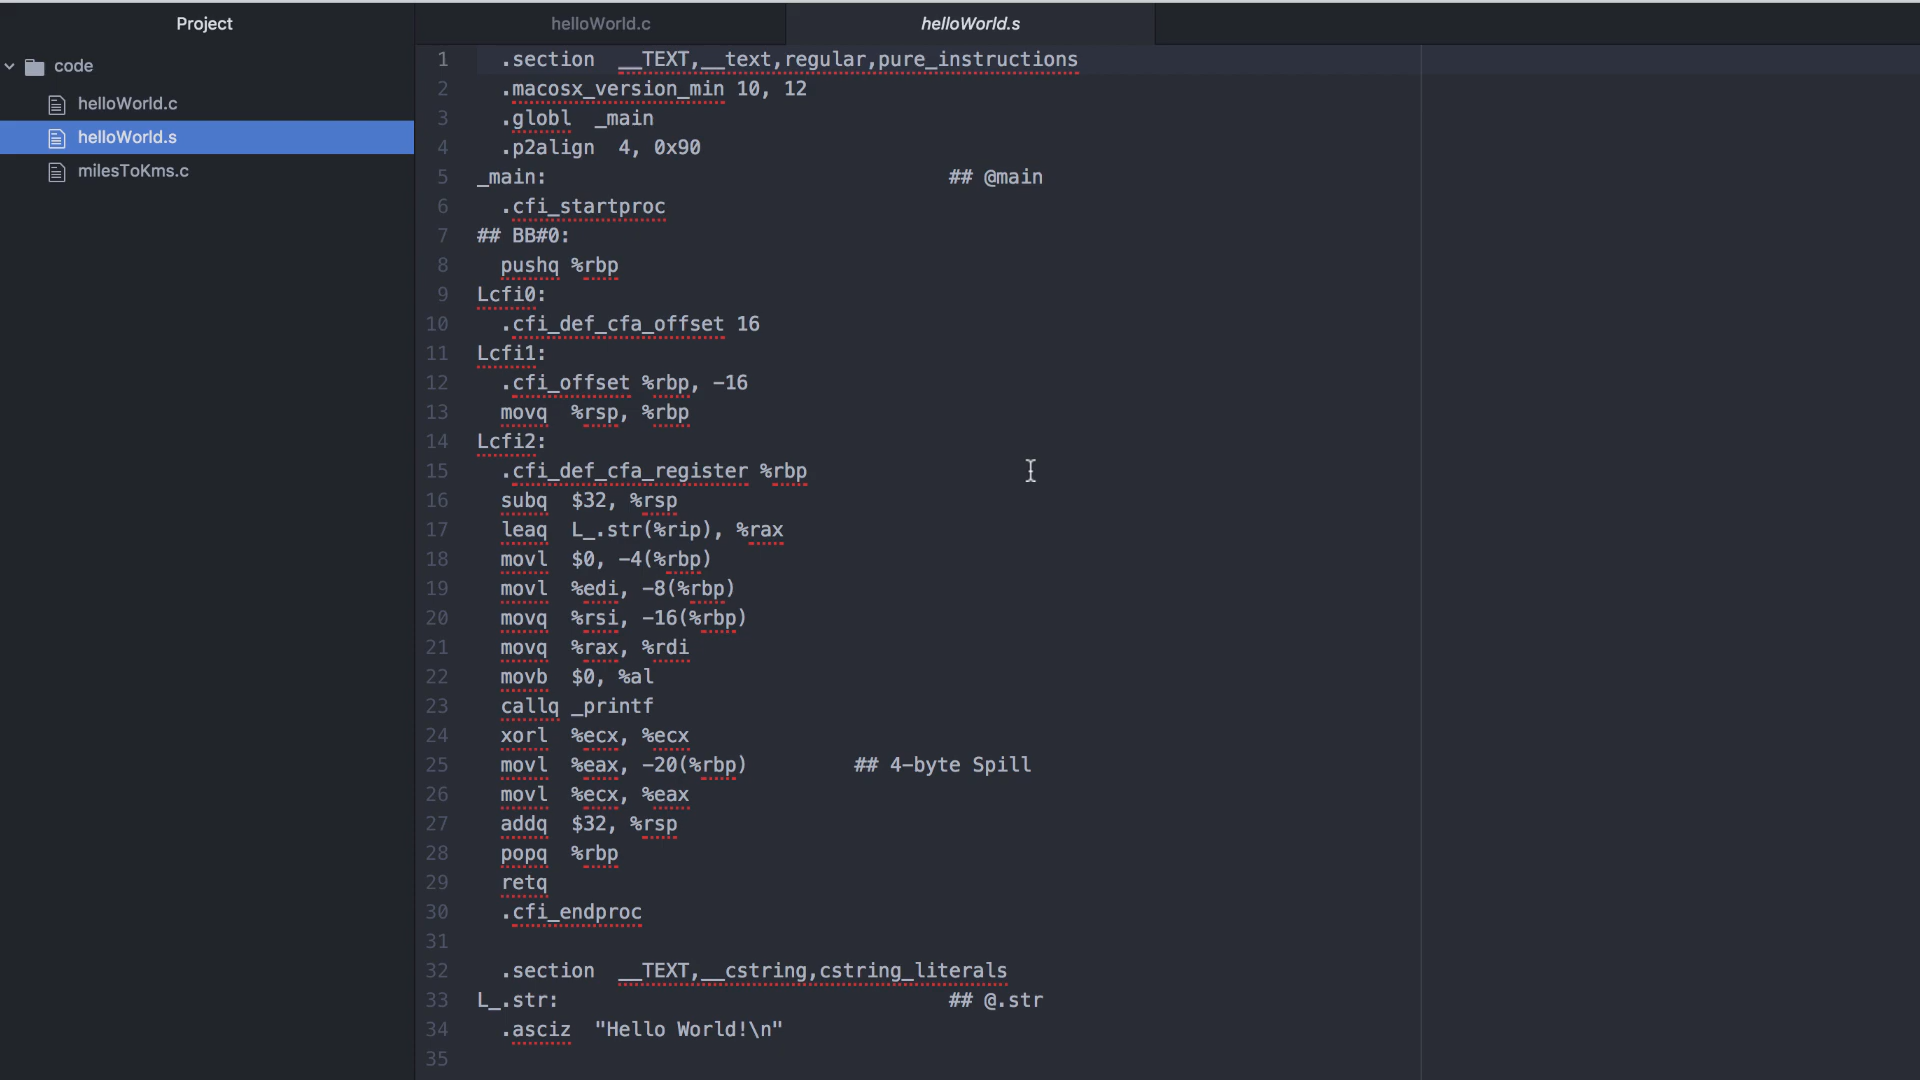 Project
code
helloWorld.c
helloWorld.s
milesToKms.c
helloWorld.c
helloWorld.s
1 .section __TEXT,__text,regular,pure_instructions
2 .macosx_version_min 10, 12
3 .globl _main
4 .p2align 4, 0x90
5 _main: ## @main
6 .cfi_startproc
7 ## BB#0:
8 pushq %rbp
9 Lcfi0:
10 .cfi_def_cfa_offset 16
11 Lcfi1:
12 .cfi_offset %rbp, -16
13 movq %rsp, %rbp
14 Lcfi2:
15 .cfi_def_cfa_register %rbp
16 subq $32, %rsp
17 leaq L_.str(%rip), %rax
18 movl $0, -4(%rbp)
19 movl %edi, -8(%rbp)
20 movq %rsi, -16(%rbp)
21 movq %rax, %rdi
22 movb $0, %al
23 callq _printf
24 xorl %ecx, %ecx
25 movl %eax, -20(%rbp) ## 4-byte Spill
26 movl %ecx, %eax
27 addq $32, %rsp
28 popq %rbp
29 retq
30 .cfi_endproc
31
32 .section __TEXT,__cstring,cstring_literals
33 L_.str: ## @.str
34 .asciz "Hello World!\n"
35